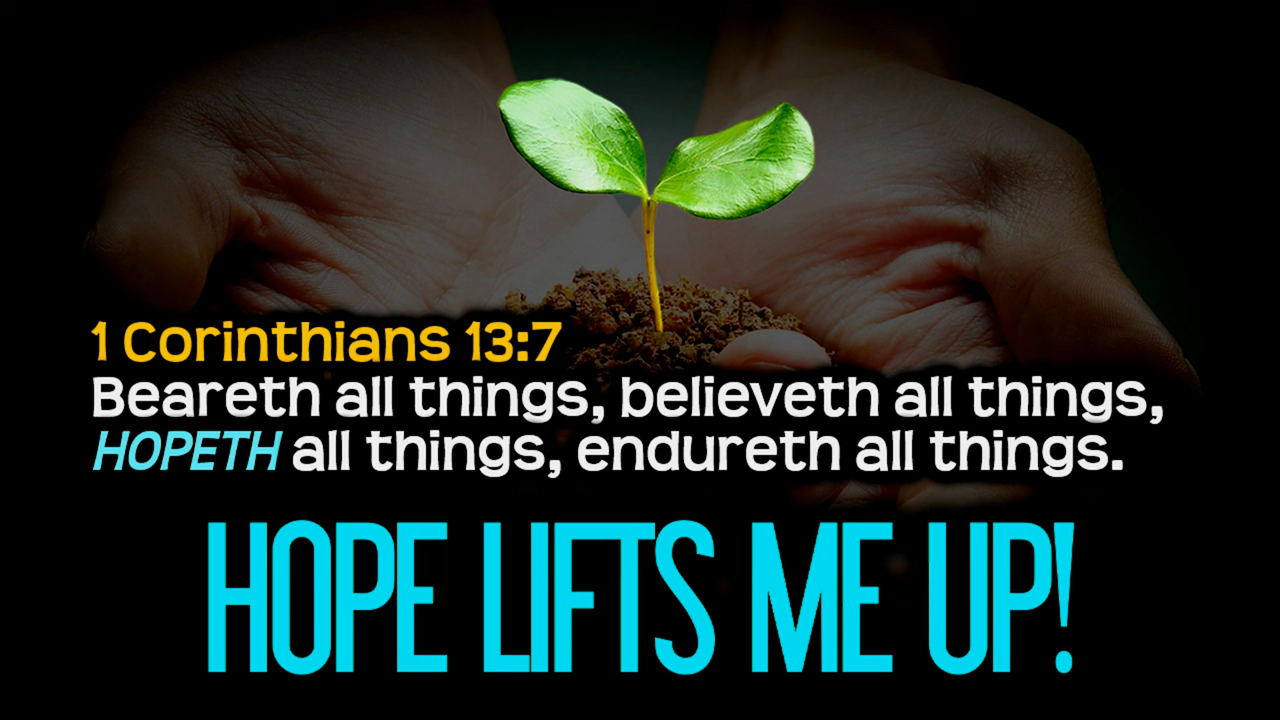 1 Corinthians 13:7
Beareth all things, believeth all things,
HOPETH all things, endureth all things.
HOPE LIFTS ME UP!